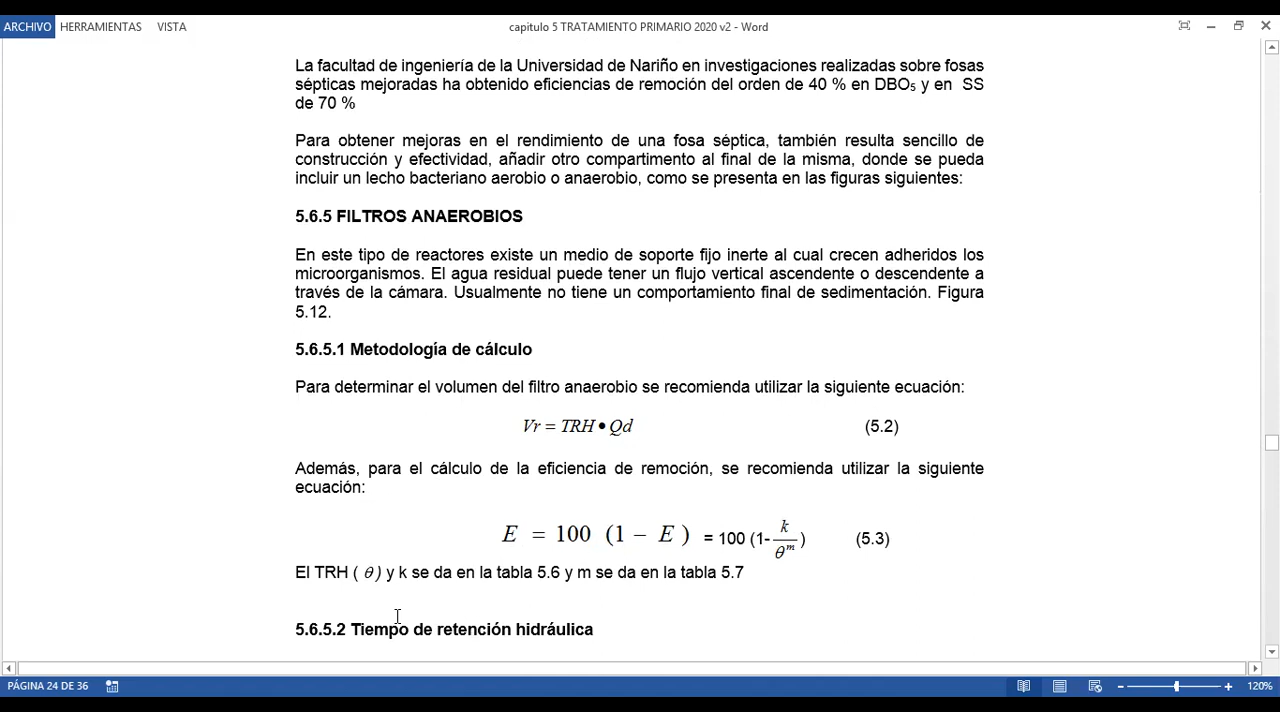 ARCHIVO HERRAMIENTAS VISTA capitulo 5 TRATAMIENTO PRIMARIO 2020 v2 - Word
La facultad de ingeniería de la Universidad de Nariño en investigaciones realizadas sobre fosas
sépticas mejoradas ha obtenido eficiencias de remoción del orden de 40 % en DBO₅ y en SS
de 70 %
Para obtener mejoras en el rendimiento de una fosa séptica, también resulta sencillo de
construcción y efectividad, añadir otro compartimento al final de la misma, donde se pueda
incluir un lecho bacteriano aerobio o anaerobio, como se presenta en las figuras siguientes:
5.6.5 FILTROS ANAEROBIOS
En este tipo de reactores existe un medio de soporte fijo inerte al cual crecen adheridos los
microorganismos. El agua residual puede tener un flujo vertical ascendente o descendente a
través de la cámara. Usualmente no tiene un comportamiento final de sedimentación. Figura
5.12.
5.6.5.1 Metodología de cálculo
Para determinar el volumen del filtro anaerobio se recomienda utilizar la siguiente ecuación:
Vr = TRH • Qd (5.2)
Además, para el cálculo de la eficiencia de remoción, se recomienda utilizar la siguiente
ecuación:
E = 100 (1 − E ) = 100 (1- k/θ^m ) (5.3)
El TRH ( θ ) y k se da en la tabla 5.6 y m se da en la tabla 5.7
5.6.5.2 Tiempo de retención hidráulica
PÁGINA 24 DE 36 120%